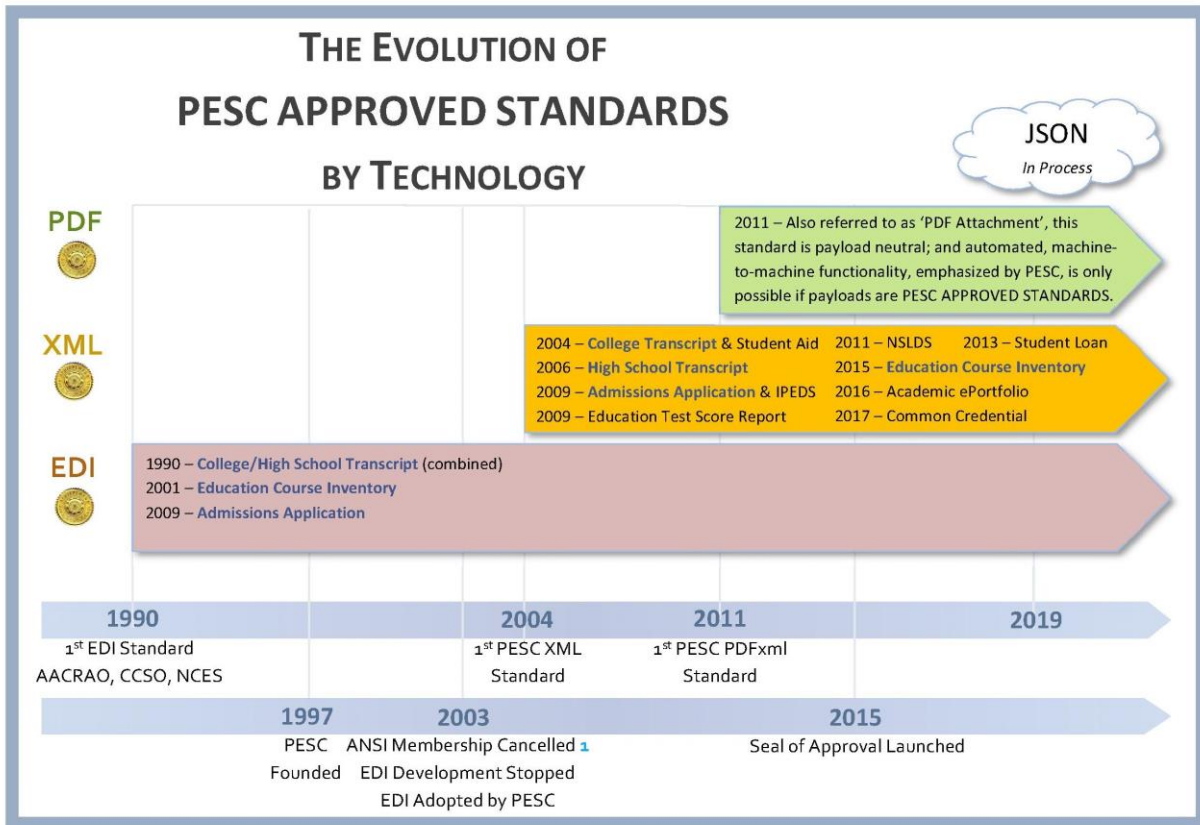 THE EVOLUTION OF
PESC APPROVED STANDARDS
BY TECHNOLOGY
JSON
In Process
PDF
2011 – Also referred to as ‘PDF Attachment’, this
standard is payload neutral; and automated, machine-
to-machine functionality, emphasized by PESC, is only
possible if payloads are PESC APPROVED STANDARDS.
XML
2004 – College Transcript & Student Aid
2006 – High School Transcript
2009 – Admissions Application & IPEDS
2009 – Education Test Score Report
2011 – NSLDS 2013 – Student Loan
2015 – Education Course Inventory
2016 – Academic ePortfolio
2017 – Common Credential
EDI
1990 – College/High School Transcript (combined)
2001 – Education Course Inventory
2009 – Admissions Application
1990
1st EDI Standard
AACRAO, CCSO, NCES
2004
1st PESC XML
Standard
2011
1st PESC PDFxml
Standard
2019
1997
PESC
Founded
2003
ANSI Membership Cancelled 1
EDI Development Stopped
EDI Adopted by PESC
2015
Seal of Approval Launched